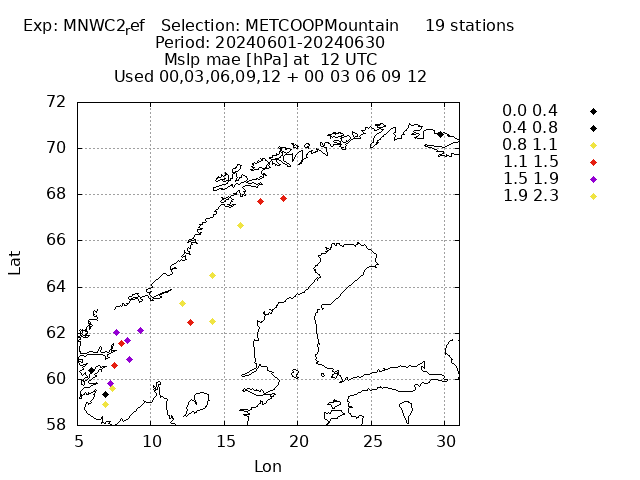 Exp: MNWC2ref   Selection: METCOOPMountain     19 stations
Period: 20240601-20240630
Mslp mae [hPa] at  12 UTC
Used 00,03,06,09,12 + 00 03 06 09 12
72
70
68
66
64
62
60
58
5 10 15 20 25 30
Lat
Lon
0.0 0.4
0.4 0.8
0.8 1.1
1.1 1.5
1.5 1.9
1.9 2.3